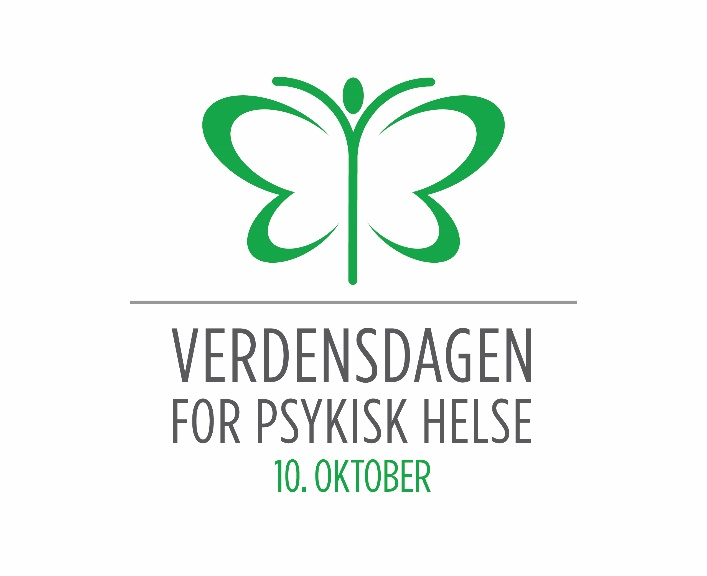 VERDENSDAGEN
FOR PSYKISK HELSE
10. OKTOBER